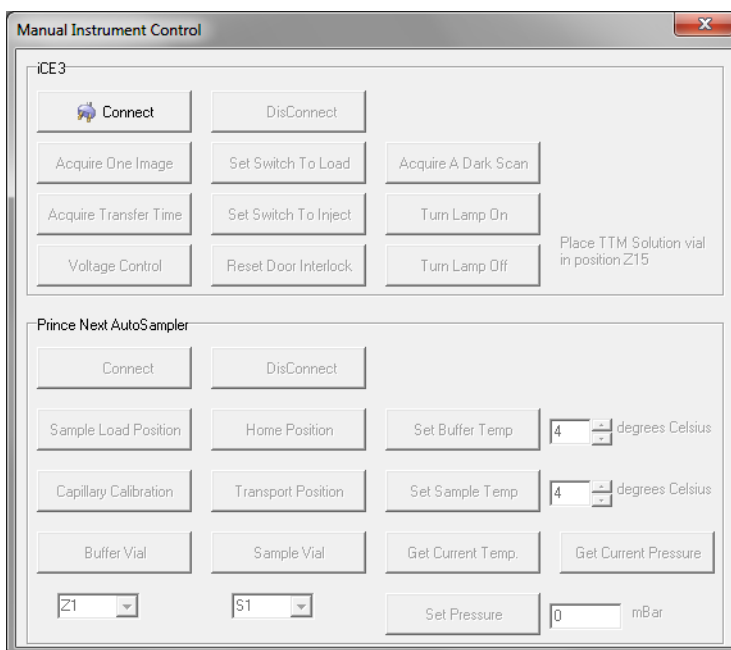 Manual Instrument Control
iCE3
Connect DisConnect
Acquire One Image Set Switch To Load Acquire A Dark Scan
Acquire Transfer Time Set Switch To Inject Turn Lamp On
Place TTM Solution vial
in position Z15
Voltage Control Reset Door Interlock Turn Lamp Off
Prince Next AutoSampler
Connect DisConnect
Sample Load Position Home Position Set Buffer Temp 4 degrees Celsius
Capillary Calibration Transport Position Set Sample Temp 4 degrees Celsius
Buffer Vial Sample Vial Get Current Temp. Get Current Pressure
Z1 S1 Set Pressure 0 mBar